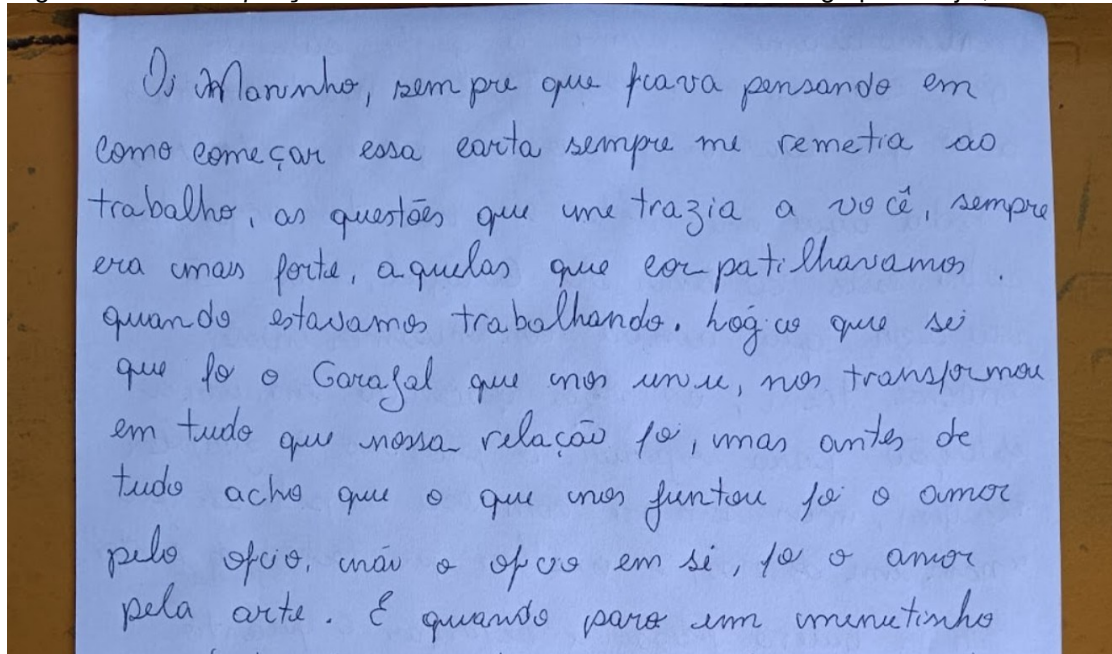 Oi Marinho, sempre que ficava pensando em
como começar essa carta sempre me remetia ao
trabalho, as questões que me trazia a você, sempre
era mais forte, aquelas que compatilhavamos.
quando estavamos trabalhando. Lógico que sei
que foi o Carajal que nos uniu, nos transformou
em tudo que nossa relação foi, mas antes de
tudo acho que o que nos juntou foi o amor
pelo oficio, não o oficio em si, foi o amor
pela arte. E quando paro um minutinho